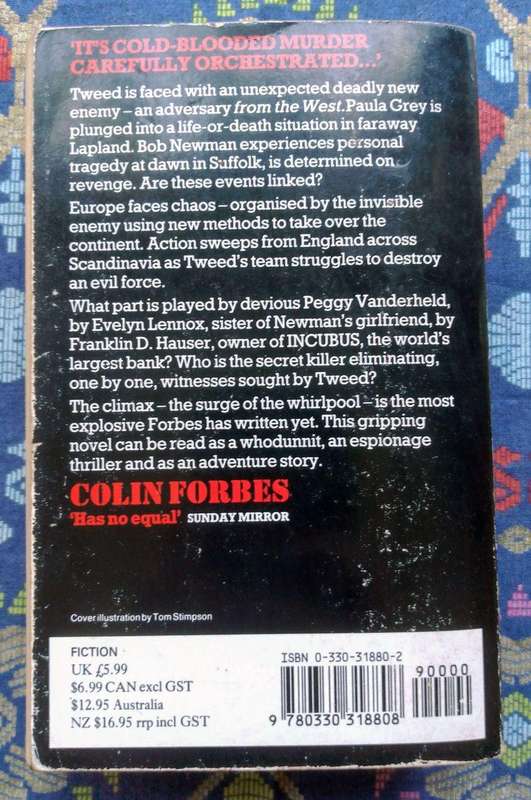 'IT'S COLD-BLOODED MURDER
CAREFULLY ORCHESTRATED...'
Tweed is faced with an unexpected deadly new
enemy – an adversary from the West. Paula Grey is
plunged into a life-or-death situation in faraway
Lapland. Bob Newman experiences personal
tragedy at dawn in Suffolk, is determined on
revenge. Are these events linked?
Europe faces chaos – organised by the invisible
enemy using new methods to take over the
continent. Action sweeps from England across
Scandinavia as Tweed's team struggles to destroy
an evil force.
What part is played by devious Peggy Vanderheld,
by Evelyn Lennox, sister of Newman's girlfriend, by
Franklin D. Hauser, owner of INCUBUS, the world's
largest bank? Who is the secret killer eliminating,
one by one, witnesses sought by Tweed?
The climax – the surge of the whirlpool – is the most
explosive Forbes has written yet. This gripping
novel can be read as a whodunnit, an espionage
thriller and as an adventure story.
COLIN FORBES
'Has no equal' SUNDAY MIRROR
Cover illustration by Tom Stimpson
FICTION
UK £5.99
$6.99 CAN excl GST
$12.95 Australia
NZ $16.95 rrp incl GST
ISBN 0-330-31880-2
90000
9 780330 318808